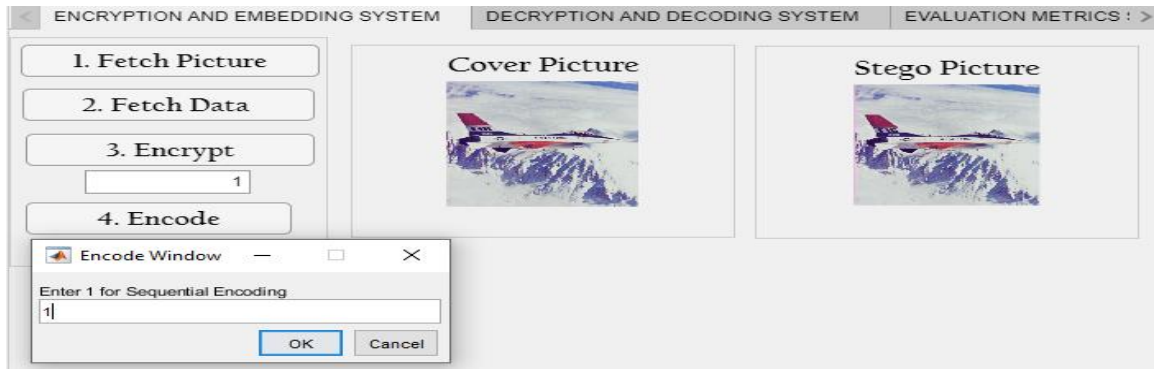 < ENCRYPTION AND EMBEDDING SYSTEM DECRYPTION AND DECODING SYSTEM EVALUATION METRICS >
1. Fetch Picture
2. Fetch Data
3. Encrypt
1
4. Encode
Cover Picture
Stego Picture
Encode Window
Enter 1 for Sequential Encoding
1
OK Cancel